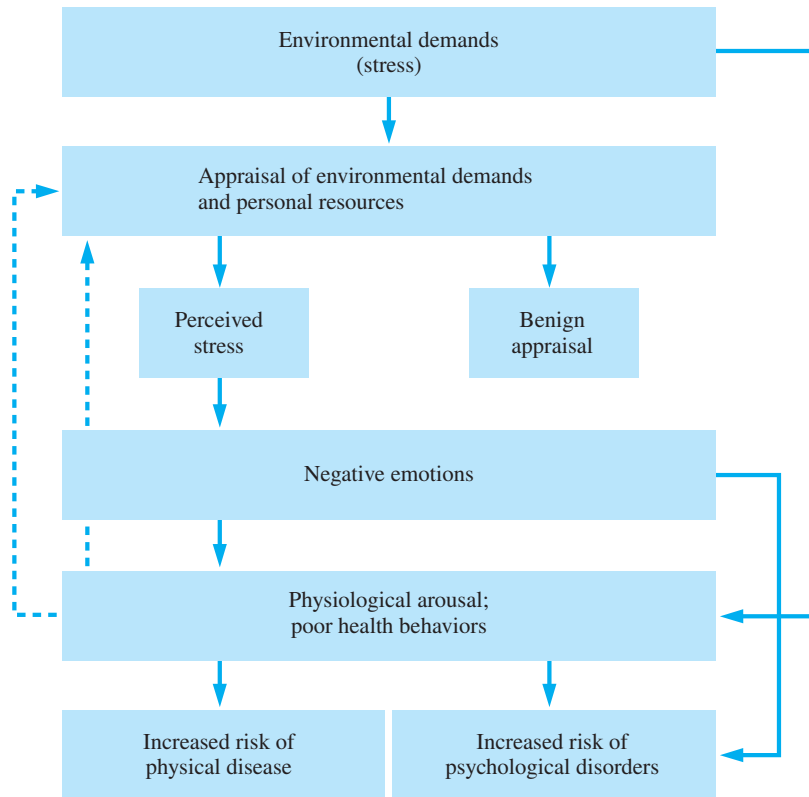 Environmental demands
(stress)
Appraisal of environmental demands
and personal resources
Perceived
stress
Benign
appraisal
Negative emotions
Physiological arousal;
poor health behaviors
Increased risk of
physical disease
Increased risk of
psychological disorders